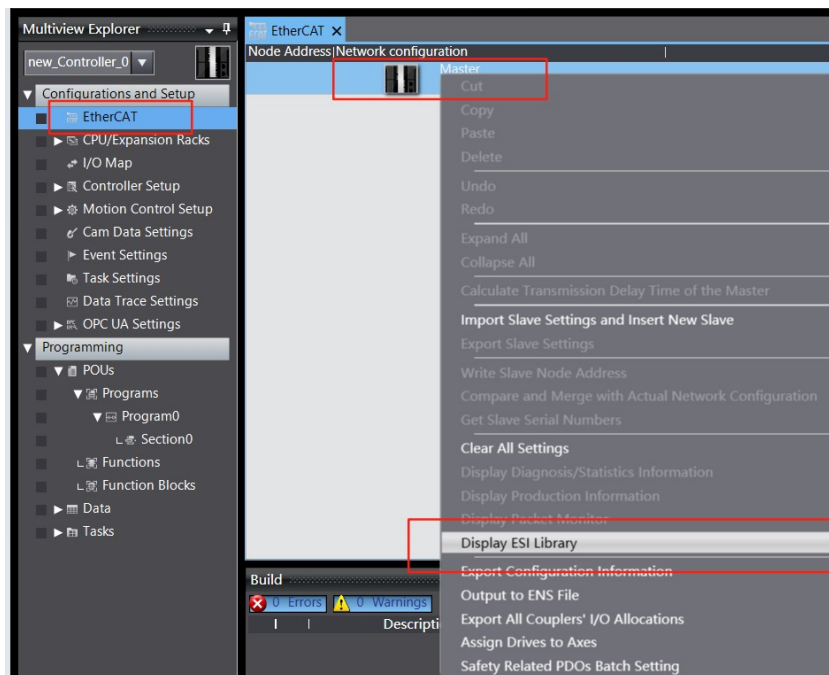 Multiview Explorer
new_Controller_0
Configurations and Setup
EtherCAT
CPU/Expansion Racks
I/O Map
Controller Setup
Motion Control Setup
Cam Data Settings
Event Settings
Task Settings
Data Trace Settings
OPC UA Settings
Programming
POUs
Programs
Program0
Section0
Functions
Function Blocks
Data
Tasks
EtherCAT
Node Address Network configuration
Master
Cut
Copy
Paste
Delete
Undo
Redo
Expand All
Collapse All
Calculate Transmission Delay Time of the Master
Import Slave Settings and Insert New Slave
Export Slave Settings
Write Slave Node Address
Compare and Merge with Actual Network Configuration
Get Slave Serial Numbers
Clear All Settings
Display Diagnosis/Statistics Information
Display Production Information
Display Packet Monitor
Display ESI Library
Export Configuration Information
Output to ENS File
Export All Couplers' I/O Allocations
Assign Drives to Axes
Safety Related PDOs Batch Setting
Build
0 Errors 0 Warnings
Descripti